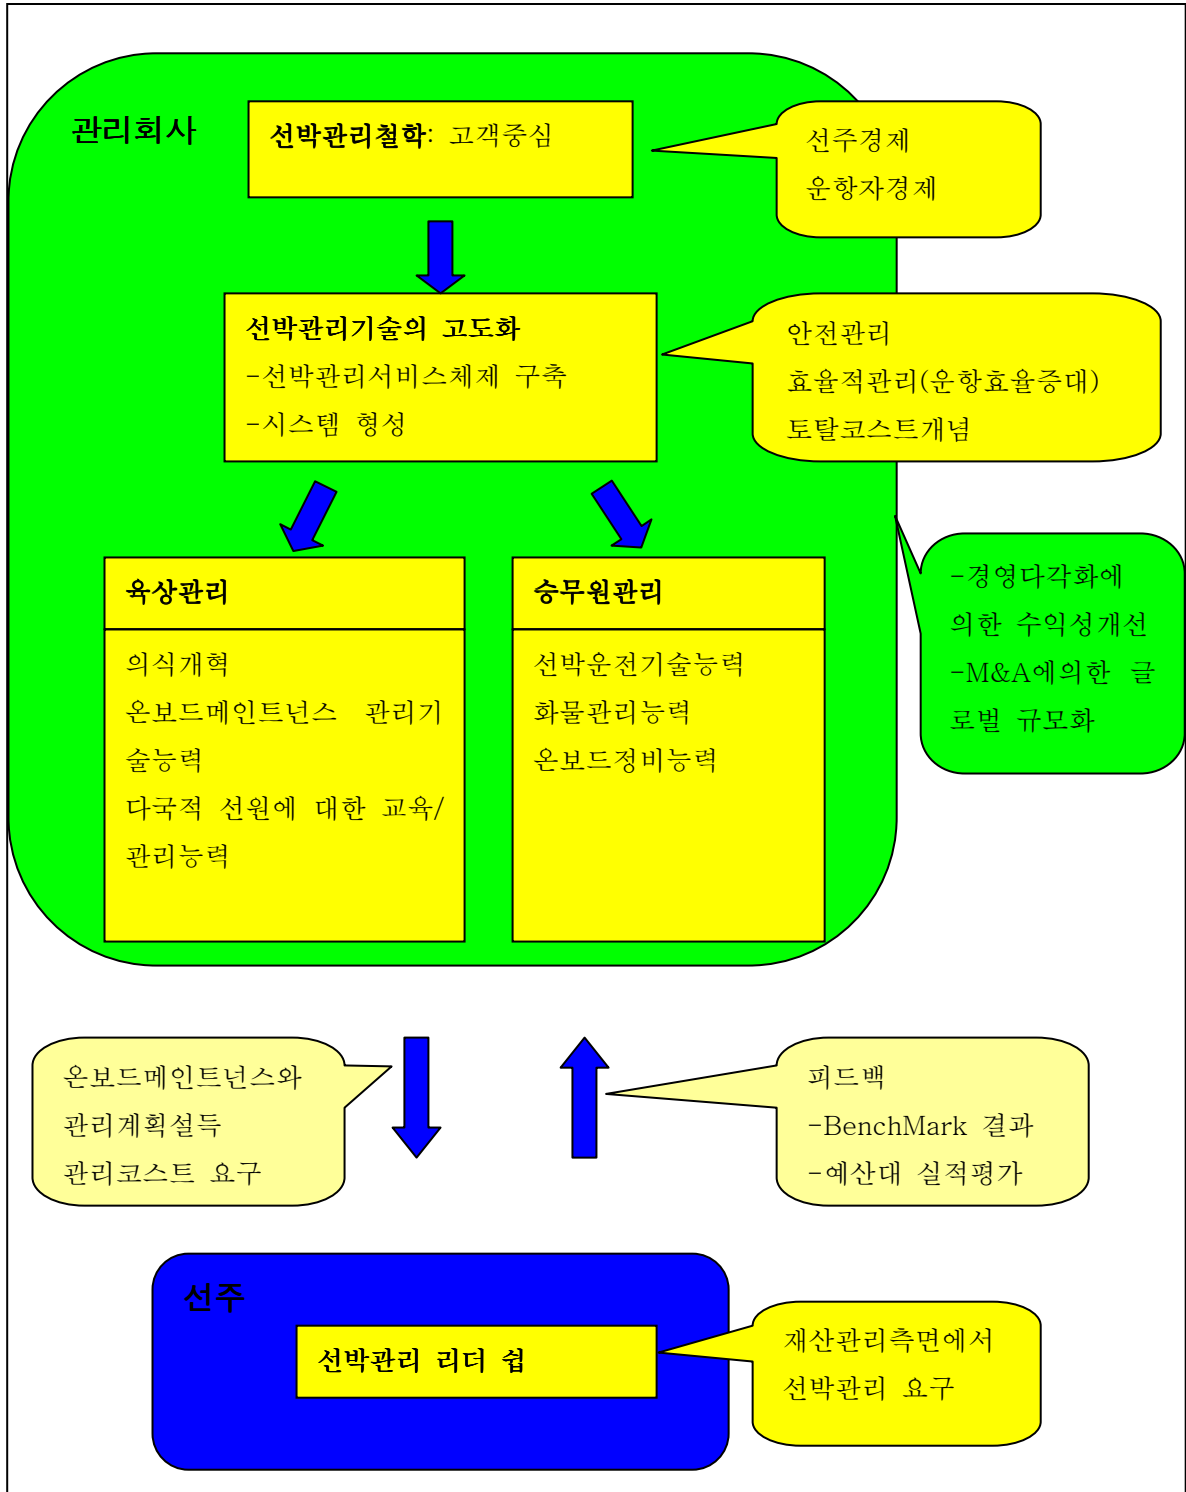 관리회사
선박관리철학: 고객중심
선주경제
운항자경제
선박관리기술의 고도화
-선박관리서비스체제 구축
-시스템 형성
안전관리
효율적관리(운항효율증대)
토탈코스트개념
육상관리
의식개혁
온보드메인트넌스 관리기
술능력
다국적 선원에 대한 교육/
관리능력
승무원관리
선박운전기술능력
화물관리능력
온보드정비능력
-경영다각화에
의한 수익성개선
-M&A에의한 글
로벌 규모화
온보드메인트넌스와
관리계획설득
관리코스트 요구
피드백
-BenchMark 결과
-예산대 실적평가
선주
선박관리 리더 쉽
재산관리측면에서
선박관리 요구